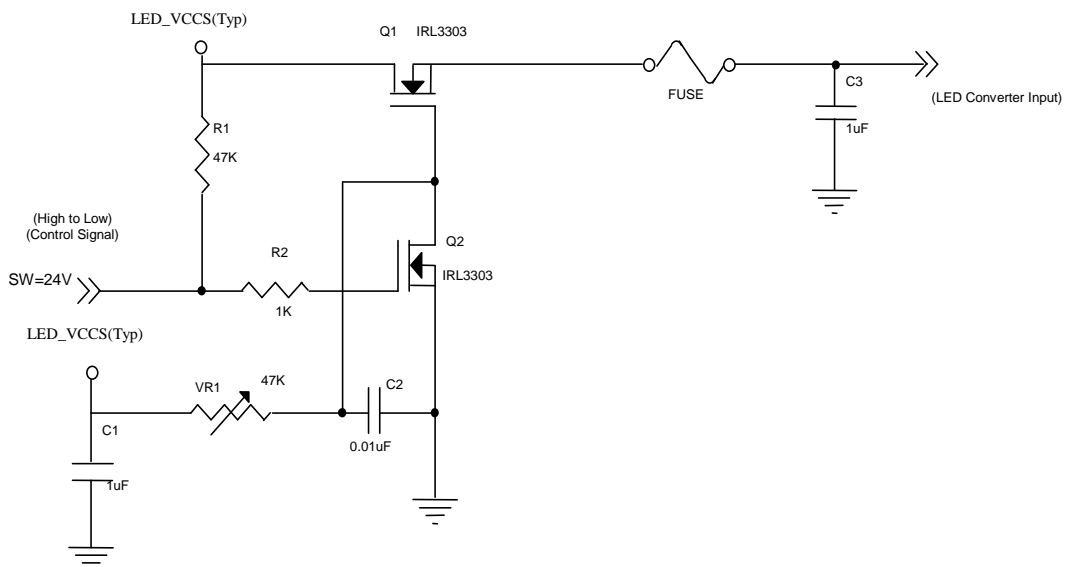 LED_VCCS(Typ)
Q1 IRL3303
FUSE
C3
(LED Converter Input)
1uF
R1
47K
(High to Low)
(Control Signal)
SW=24V
R2
1K
Q2
IRL3303
LED_VCCS(Typ)
VR1
47K
C2
0.01uF
C1
1uF